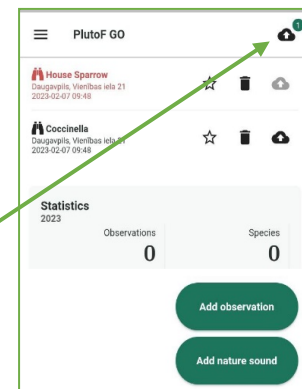 PlutoF GO
1
House Sparrow
Daugavpils, Vienības iela 21
2023-02-07 09:48
Coccinella
Daugavpils, Vienības iela
2023-02-07 09:48
Statistics
2023
Observations Species
0 0
Add observation
Add nature sound